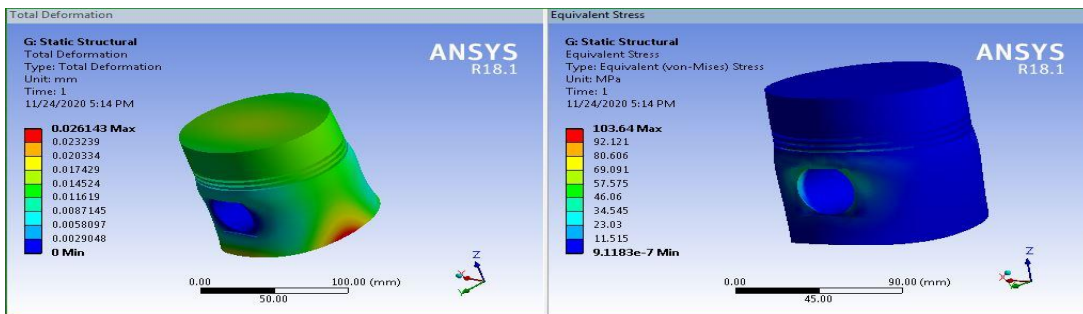 Total Deformation
G: Static Structural
Total Deformation
Type: Total Deformation
Unit: mm
Time: 1
11/24/2020 5:14 PM
0.026143 Max
0.023239
0.020334
0.017429
0.014524
0.011619
0.0087145
0.0058097
0.0029048
0 Min
ANSYS
R18.1
0.00
100.00 (mm)
50.00
Z
X
Y
Equivalent Stress
G: Static Structural
Equivalent Stress
Type: Equivalent (von-Mises) Stress
Unit: MPa
Time: 1
11/24/2020 5:14 PM
103.64 Max
92.121
80.606
69.091
57.575
46.06
34.545
23.03
11.515
9.1183e-7 Min
ANSYS
R18.1
0.00
90.00 (mm)
45.00
Z
X
Y